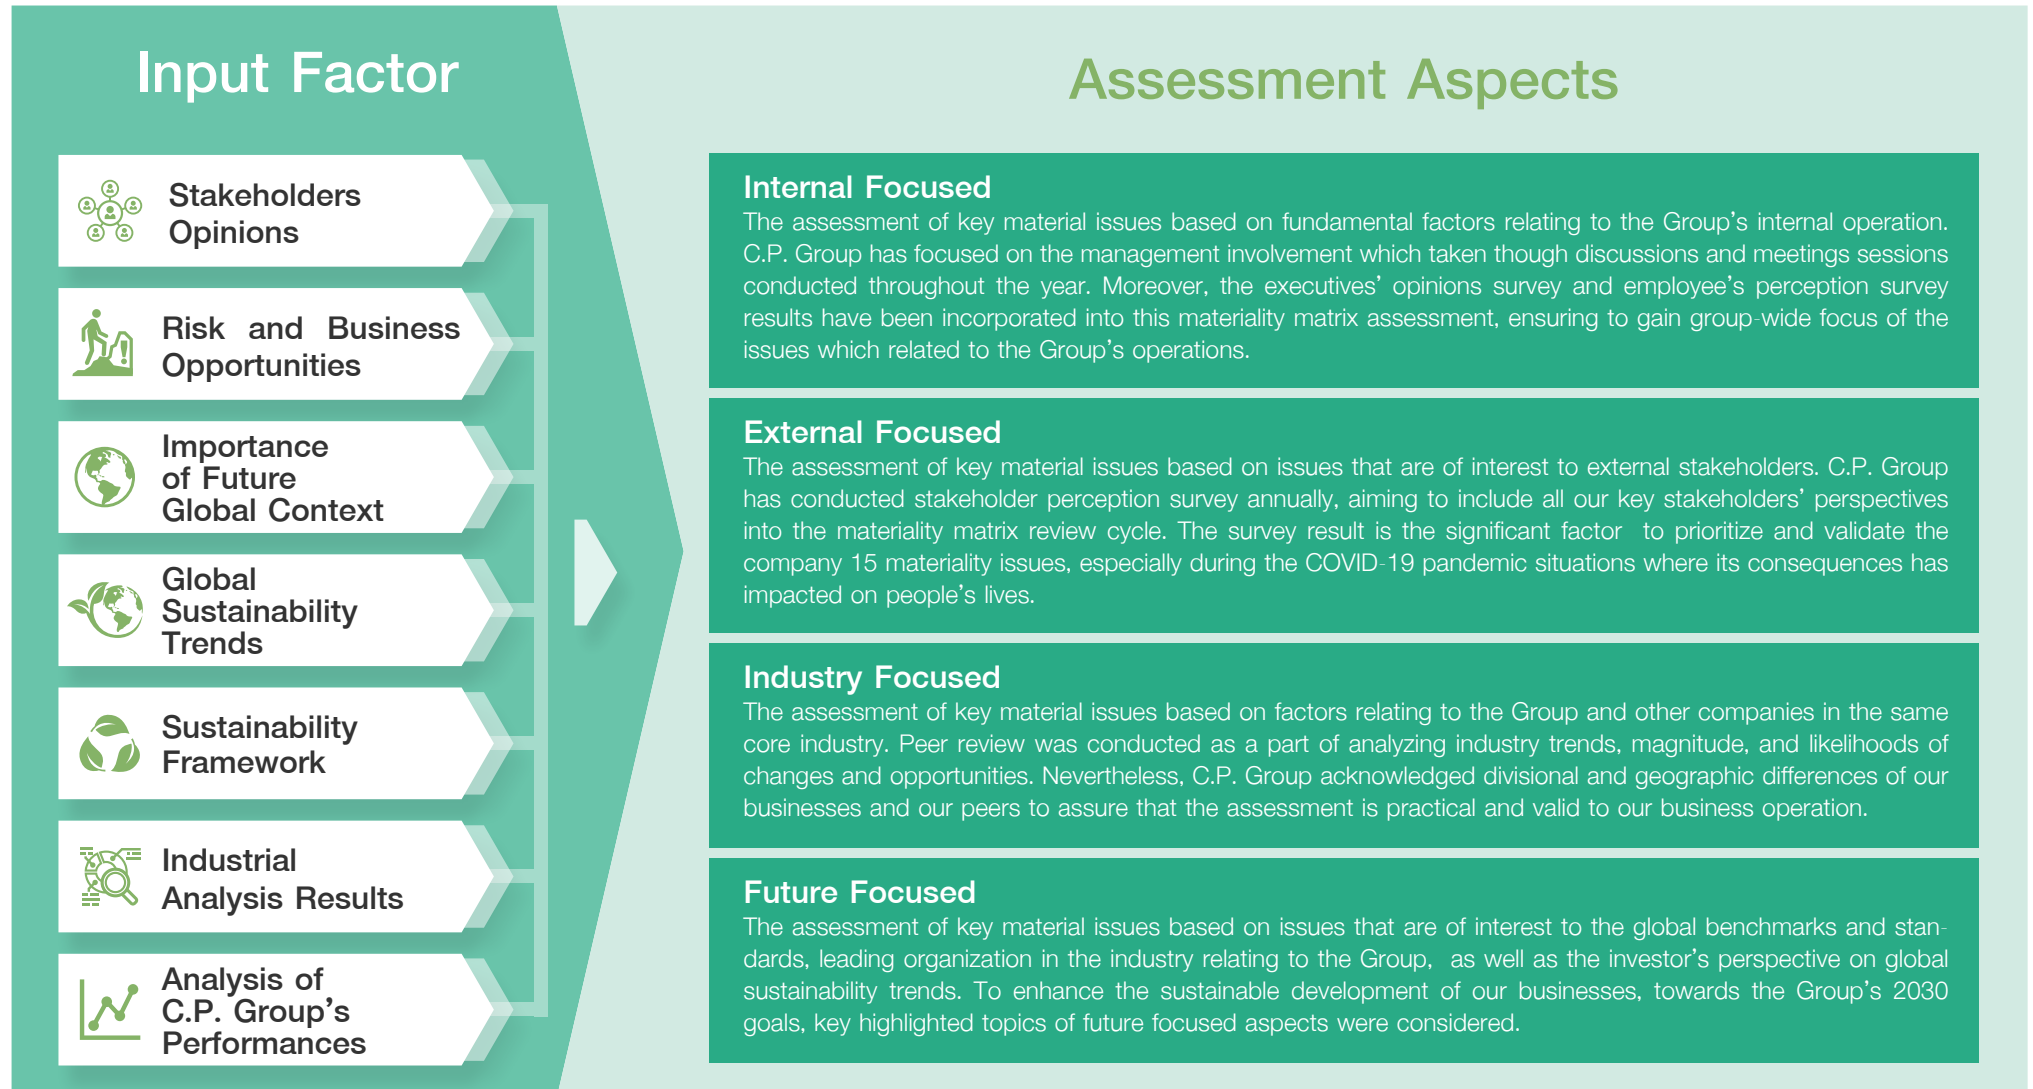 Input Factor
Stakeholders
Opinions
Risk and Business
Opportunities
Importance
of Future
Global Context
Global
Sustainability
Trends
Sustainability
Framework
Industrial
Analysis Results
Analysis of
C.P. Group's
Performances
Assessment Aspects
Internal Focused
The assessment of key material issues based on fundamental factors relating to the Group's internal operation.
C.P. Group has focused on the management involvement which taken though discussions and meetings sessions
conducted throughout the year. Moreover, the executives' opinions survey and employee's perception survey
results have been incorporated into this materiality matrix assessment, ensuring to gain group-wide focus of the
issues which related to the Group's operations.
External Focused
The assessment of key material issues based on issues that are of interest to external stakeholders. C.P. Group
has conducted stakeholder perception survey annually, aiming to include all our key stakeholders' perspectives
into the materiality matrix review cycle. The survey result is the significant factor to prioritize and validate the
company 15 materiality issues, especially during the COVID-19 pandemic situations where its consequences has
impacted on people's lives.
Industry Focused
The assessment of key material issues based on factors relating to the Group and other companies in the same
core industry. Peer review was conducted as a part of analyzing industry trends, magnitude, and likelihoods of
changes and opportunities. Nevertheless, C.P. Group acknowledged divisional and geographic differences of our
businesses and our peers to assure that the assessment is practical and valid to our business operation.
Future Focused
The assessment of key material issues based on issues that are of interest to the global benchmarks and stan-
dards, leading organization in the industry relating to the Group, as well as the investor's perspective on global
sustainability trends. To enhance the sustainable development of our businesses, towards the Group's 2030
goals, key highlighted topics of future focused aspects were considered.